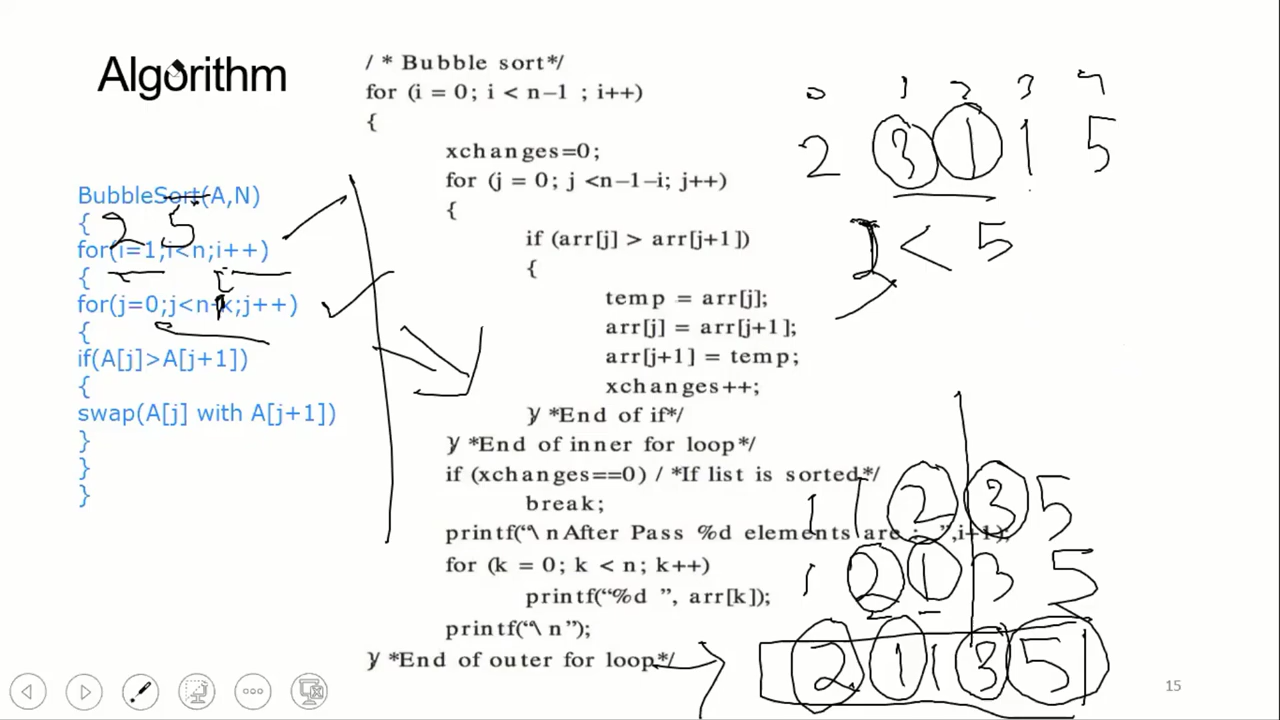 Algorithm
BubbleSort(A,N)
{
2 5
for(i=1;i<n;i++)
{
i
for(j=0;j<n- ;j++)
{
if(A[j]>A[j+1])
{
swap(A[j] with A[j+1])
}
}
}
/ * Bubble sort*/
for (i = 0; i < n–1 ; i++)
{
xchanges=0;
for (j = 0; j <n–1–i; j++)
{
if (arr[j] > arr[j+1])
{
temp = arr[j];
arr[j] = arr[j+1];
arr[j+1] = temp;
xchanges++;
}/ *End of if*/
}/ *End of inner for loop*/
if (xchanges==0) / *If list is sorted*/
break;
printf(“\ nAfter Pass %d elements are : ”,i+1);
for (k = 0; k < n; k++)
printf(“%d ”, arr[k]);
printf(“\ n”);
}/ *End of outer for loop*/
0 1 2 3 4
2 3 1 1 5
< 5
1 1 2 3 5
1 2 1 3 5
2 1 1 3 5
15